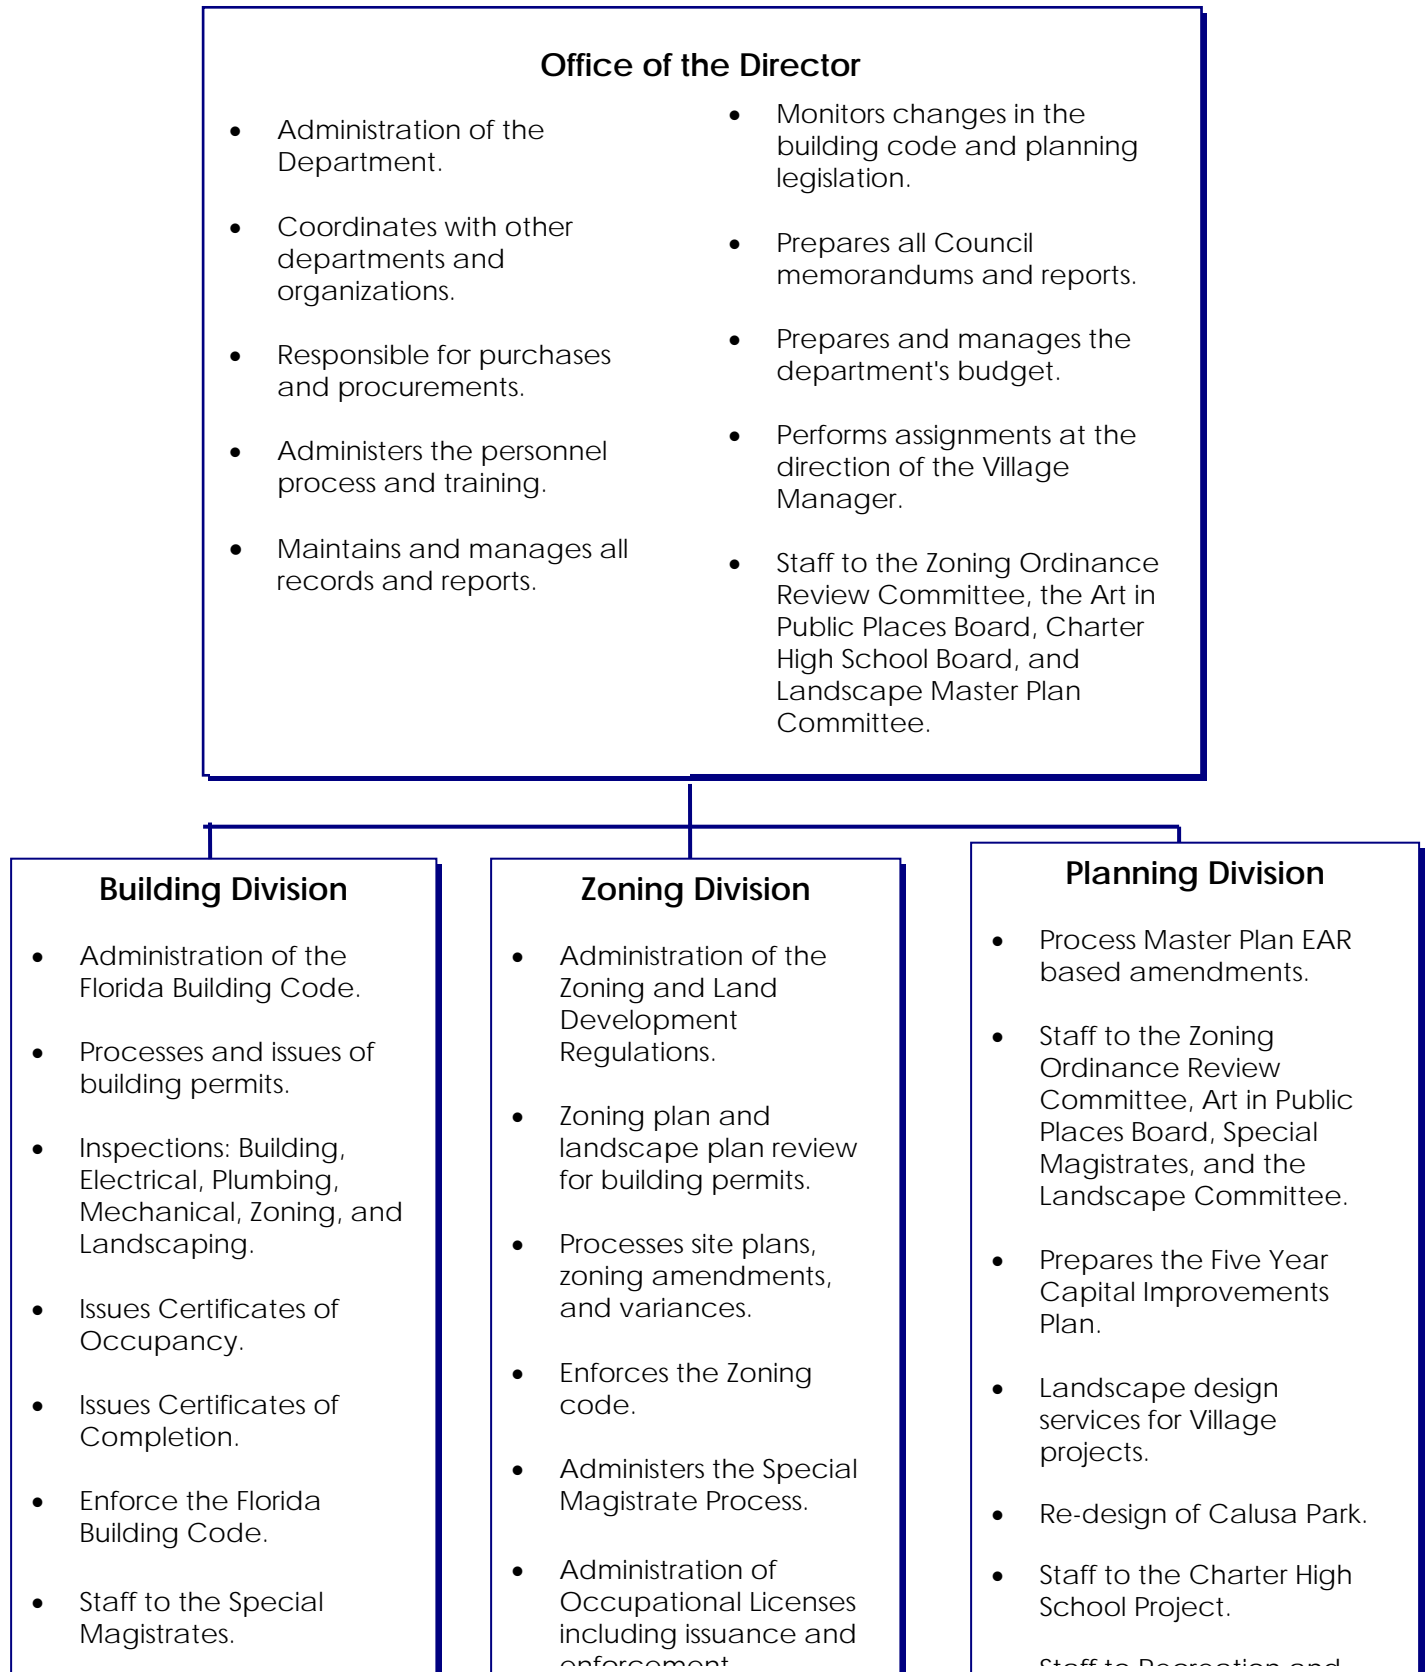 Office of the Director
• Administration of the
Department.
• Coordinates with other
departments and
organizations.
• Responsible for purchases
and procurements.
• Administers the personnel
process and training.
• Maintains and manages all
records and reports.
• Monitors changes in the
building code and planning
legislation.
• Prepares all Council
memorandums and reports.
• Prepares and manages the
department's budget.
• Performs assignments at the
direction of the Village
Manager.
• Staff to the Zoning Ordinance
Review Committee, the Art in
Public Places Board, Charter
High School Board, and
Landscape Master Plan
Committee.
Building Division
• Administration of the
Florida Building Code.
• Processes and issues of
building permits.
• Inspections: Building,
Electrical, Plumbing,
Mechanical, Zoning, and
Landscaping.
• Issues Certificates of
Occupancy.
• Issues Certificates of
Completion.
• Enforce the Florida
Building Code.
• Staff to the Special
Magistrates.
Zoning Division
• Administration of the
Zoning and Land
Development
Regulations.
• Zoning plan and
landscape plan review
for building permits.
• Processes site plans,
zoning amendments,
and variances.
• Enforces the Zoning
code.
• Administers the Special
Magistrate Process.
• Administration of
Occupational Licenses
including issuance and
enforcement
Planning Division
• Process Master Plan EAR
based amendments.
• Staff to the Zoning
Ordinance Review
Committee, Art in Public
Places Board, Special
Magistrates, and the
Landscape Committee.
• Prepares the Five Year
Capital Improvements
Plan.
• Landscape design
services for Village
projects.
• Re-design of Calusa Park.
• Staff to the Charter High
School Project.
Staff to Recreation and